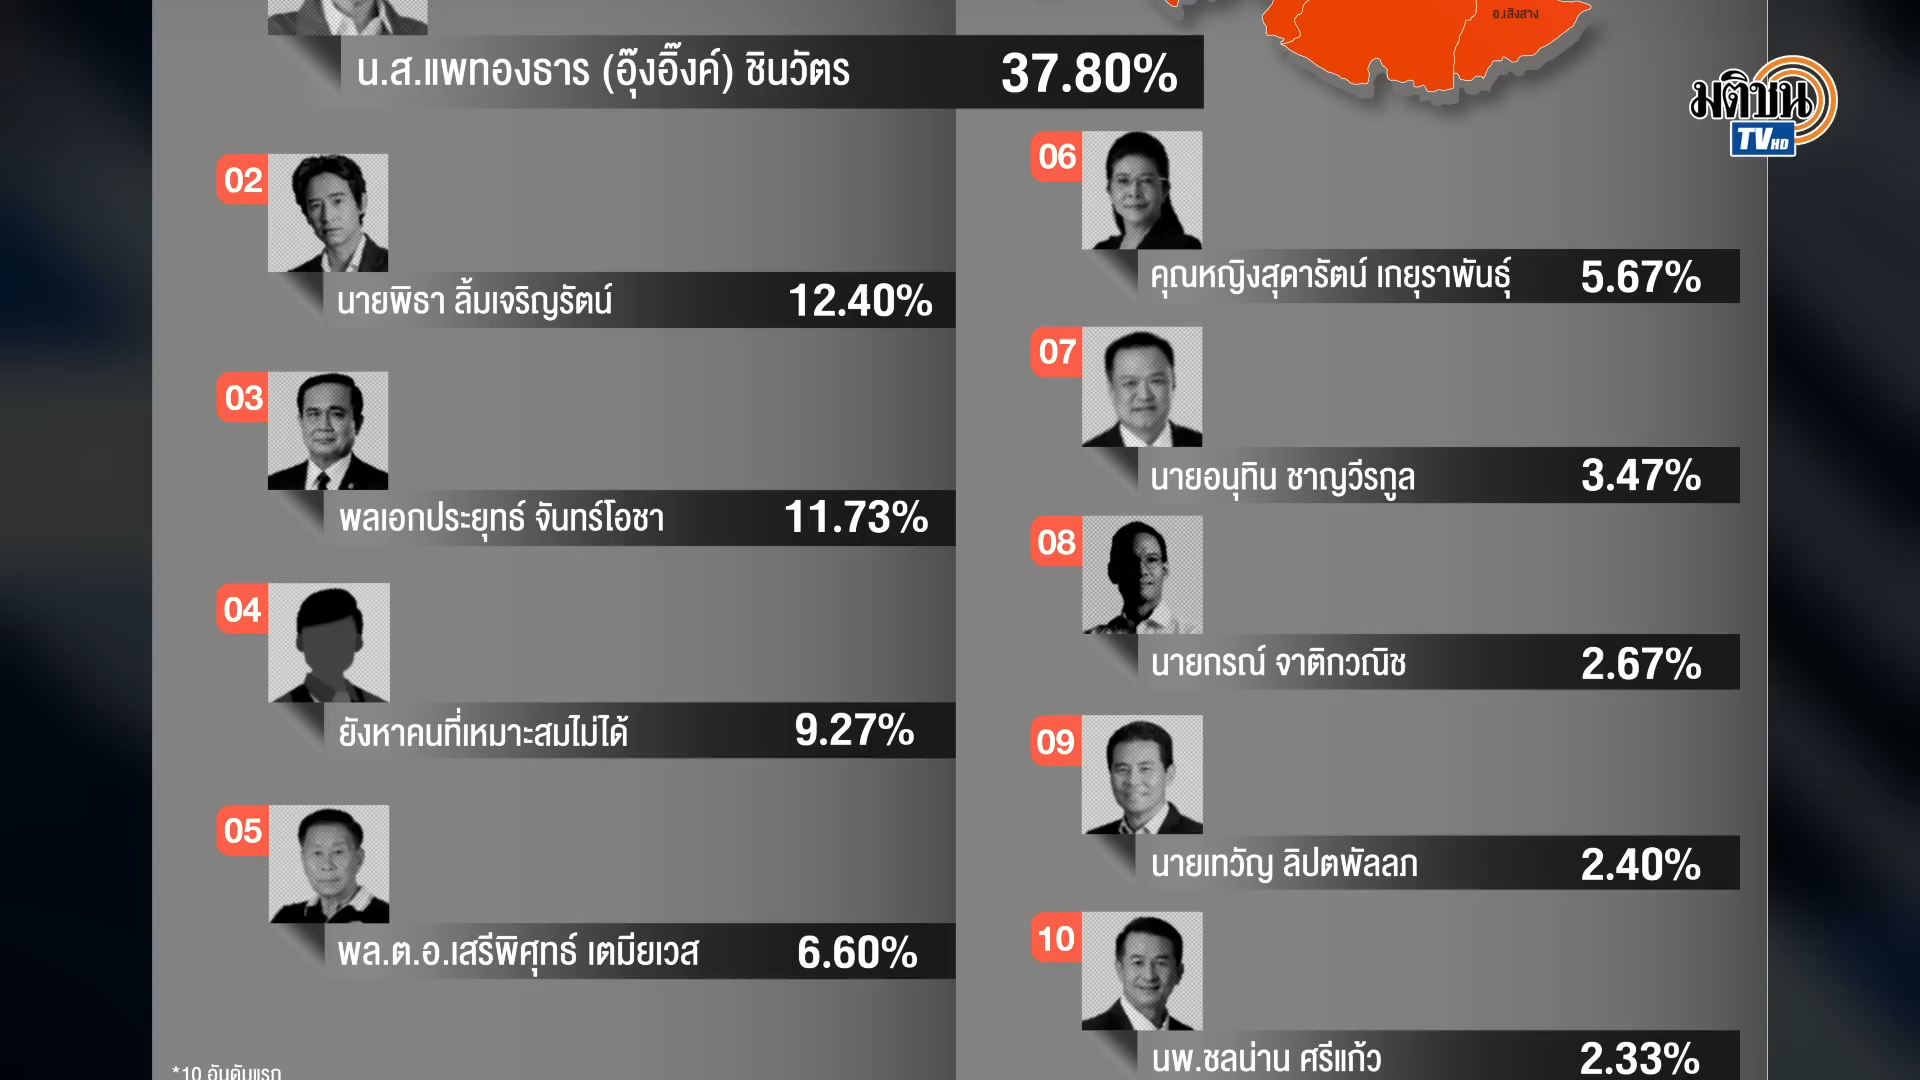 อ.เสิงสาง
น.ส.แพทองธาร (อุ๊งอิ๊งค์) ชินวัตร 37.80%
มติชน
TV HD
02
นายพิธา ลิ้มเจริญรัตน์ 12.40%
03
พลเอกประยุทธ์ จันทร์โอชา 11.73%
04
ยังหาคนที่เหมาะสมไม่ได้ 9.27%
05
พล.ต.อ.เสรีพิศุทธ์ เตมียเวส 6.60%
*10 อันดับแรก
06
คุณหญิงสุดารัตน์ เกยุราพันธุ์ 5.67%
07
นายอนุทิน ชาญวีรกูล 3.47%
08
นายกรณ์ จาติกวณิช 2.67%
09
นายเทวัญ ลิปตพัลลภ 2.40%
10
นพ.ชลน่าน ศรีแก้ว 2.33%